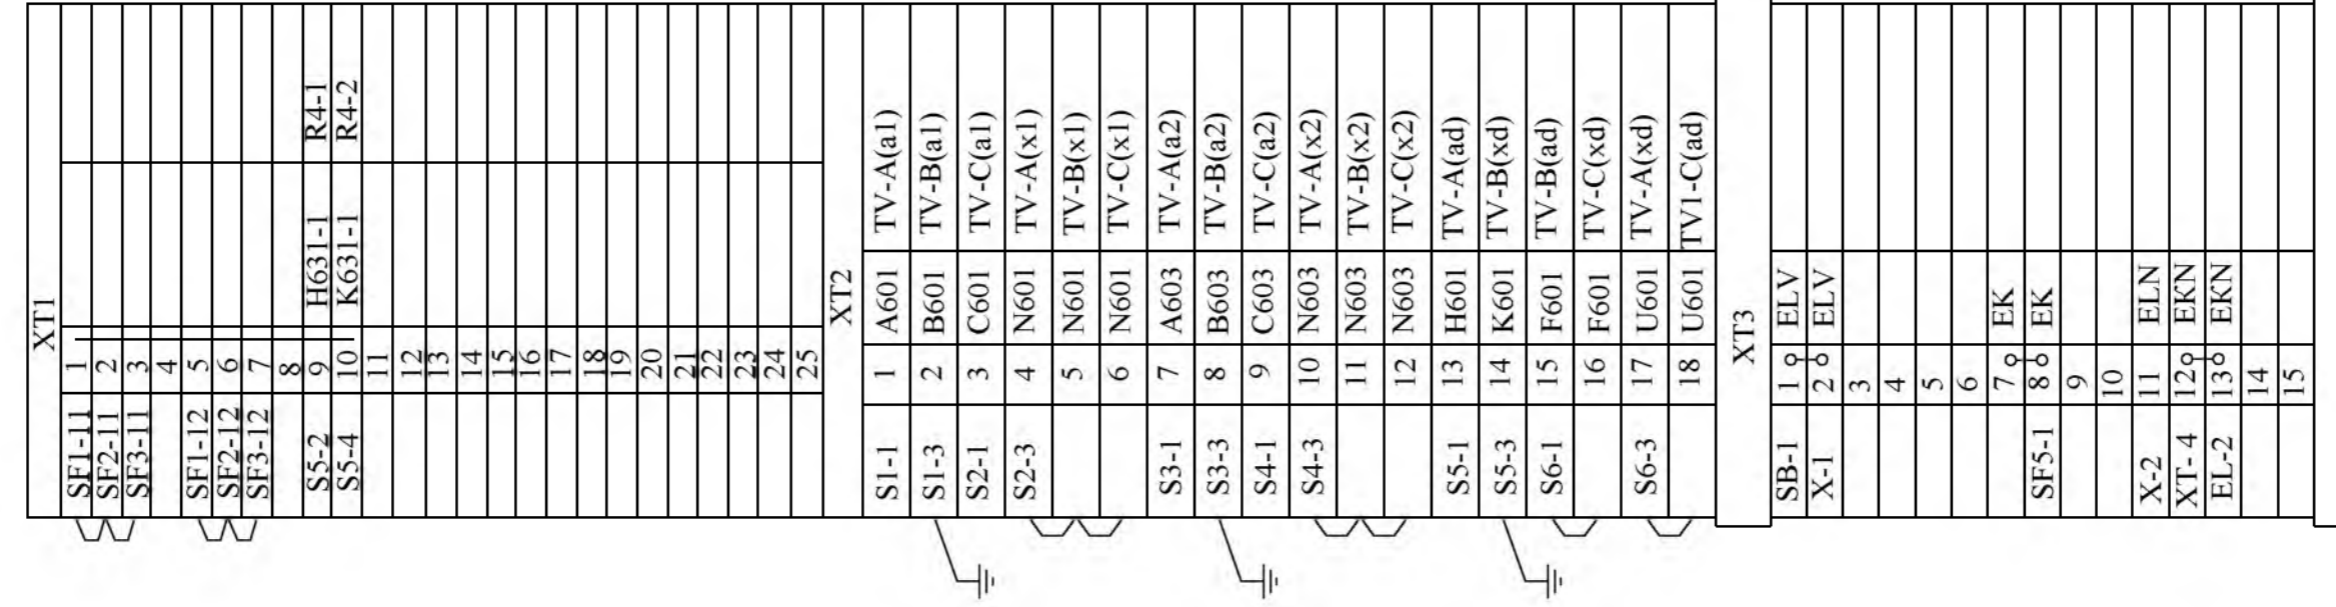 XT1
SF1-11 1
SF2-11 2
SF3-11 3
4
SF1-12 5
SF2-12 6
SF3-12 7
8
S5-2 9 H631-1 R4-1
S5-4 10 K631-1 R4-2
11
12
13
14
15
16
17
18
19
20
21
22
23
24
25
XT2
S1-1 1 A601 TV-A(a1)
S1-3 2 B601 TV-B(a1)
S2-1 3 C601 TV-C(a1)
S2-3 4 N601 TV-A(x1)
5 N601 TV-B(x1)
6 N601 TV-C(x1)
S3-1 7 A603 TV-A(a2)
S3-3 8 B603 TV-B(a2)
S4-1 9 C603 TV-C(a2)
S4-3 10 N603 TV-A(x2)
11 N603 TV-B(x2)
12 N603 TV-C(x2)
S5-1 13 H601 TV-A(ad)
S5-3 14 K601 TV-B(xd)
S6-1 15 F601 TV-B(ad)
16 F601 TV-C(xd)
S6-3 17 U601 TV-A(xd)
18 U601 TV1-C(ad)
XT3
SB-1 1 ELV
X-1 2 ELV
3
4
5
6
7 EK
SF5-1 8 EK
9
10
X-2 11 ELN
XT-4 12 EKN
EL-2 13 EKN
14
15